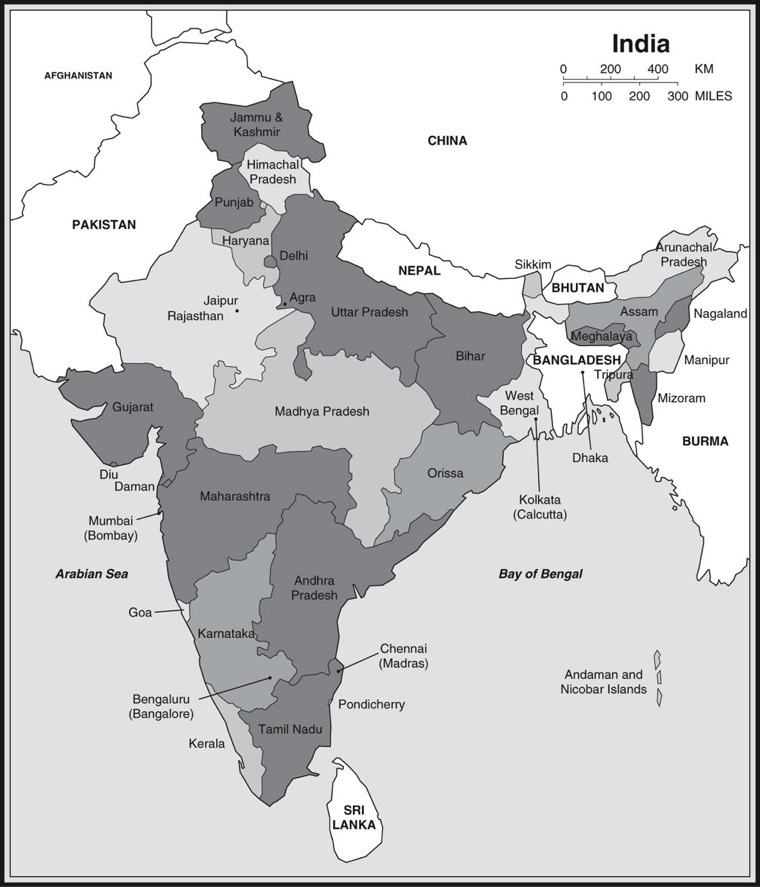 India
0 200 400 KM
0 100 200 300 MILES
AFGHANISTAN
Jammu &
Kashmir
CHINA
Himachal
Pradesh
Punjab
PAKISTAN
Haryana
Delhi
NEPAL
Sikkim
BHUTAN
Arunachal
Pradesh
Jaipur
Rajasthan
Agra
Uttar Pradesh
Assam
Nagaland
Meghalaya
Bihar
BANGLADESH
Manipur
Tripura
Mizoram
Gujarat
Madhya Pradesh
West
Bengal
BURMA
Dhaka
Diu
Daman
Orissa
Maharashtra
Kolkata
(Calcutta)
Mumbai
(Bombay)
Arabian Sea
Bay of Bengal
Andhra
Pradesh
Goa
Karnataka
Chennai
(Madras)
Andaman and
Nicobar Islands
Bengaluru
(Bangalore)
Pondicherry
Tamil Nadu
Kerala
SRI
LANKA